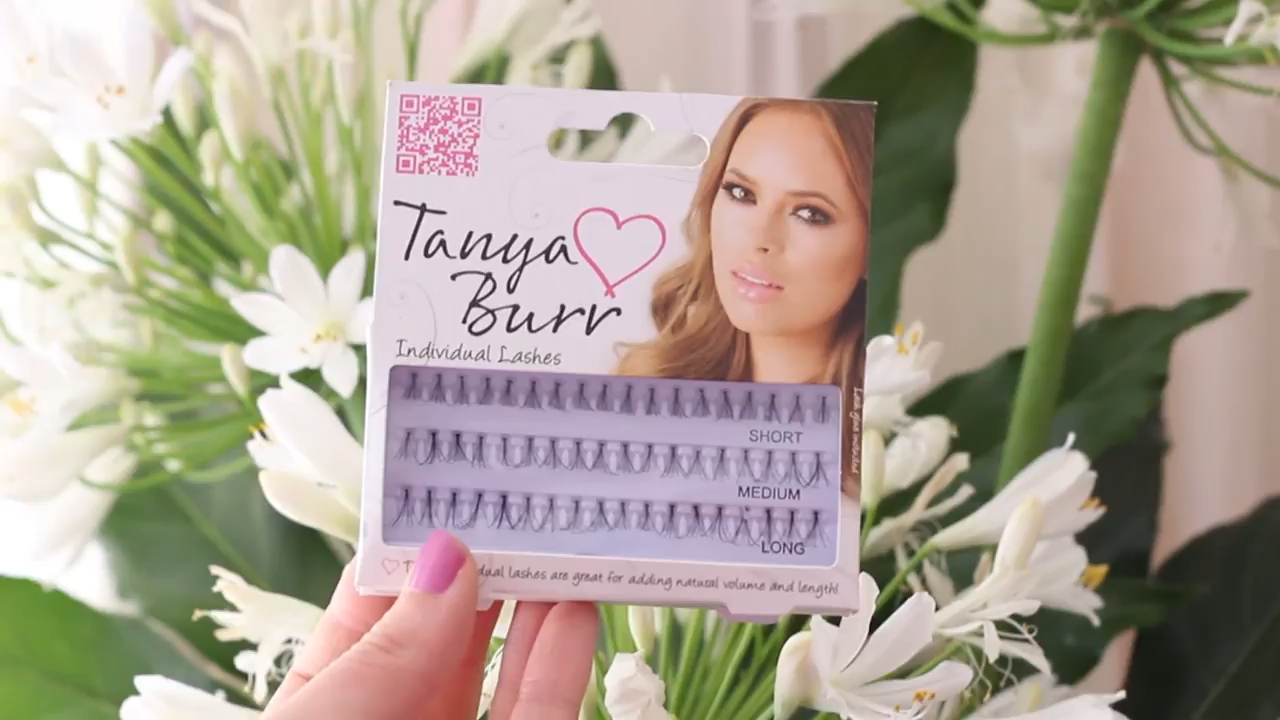 Tanya
Burr
Individual Lashes
SHORT
MEDIUM
LONG
lashes are great for adding natural volume and length!